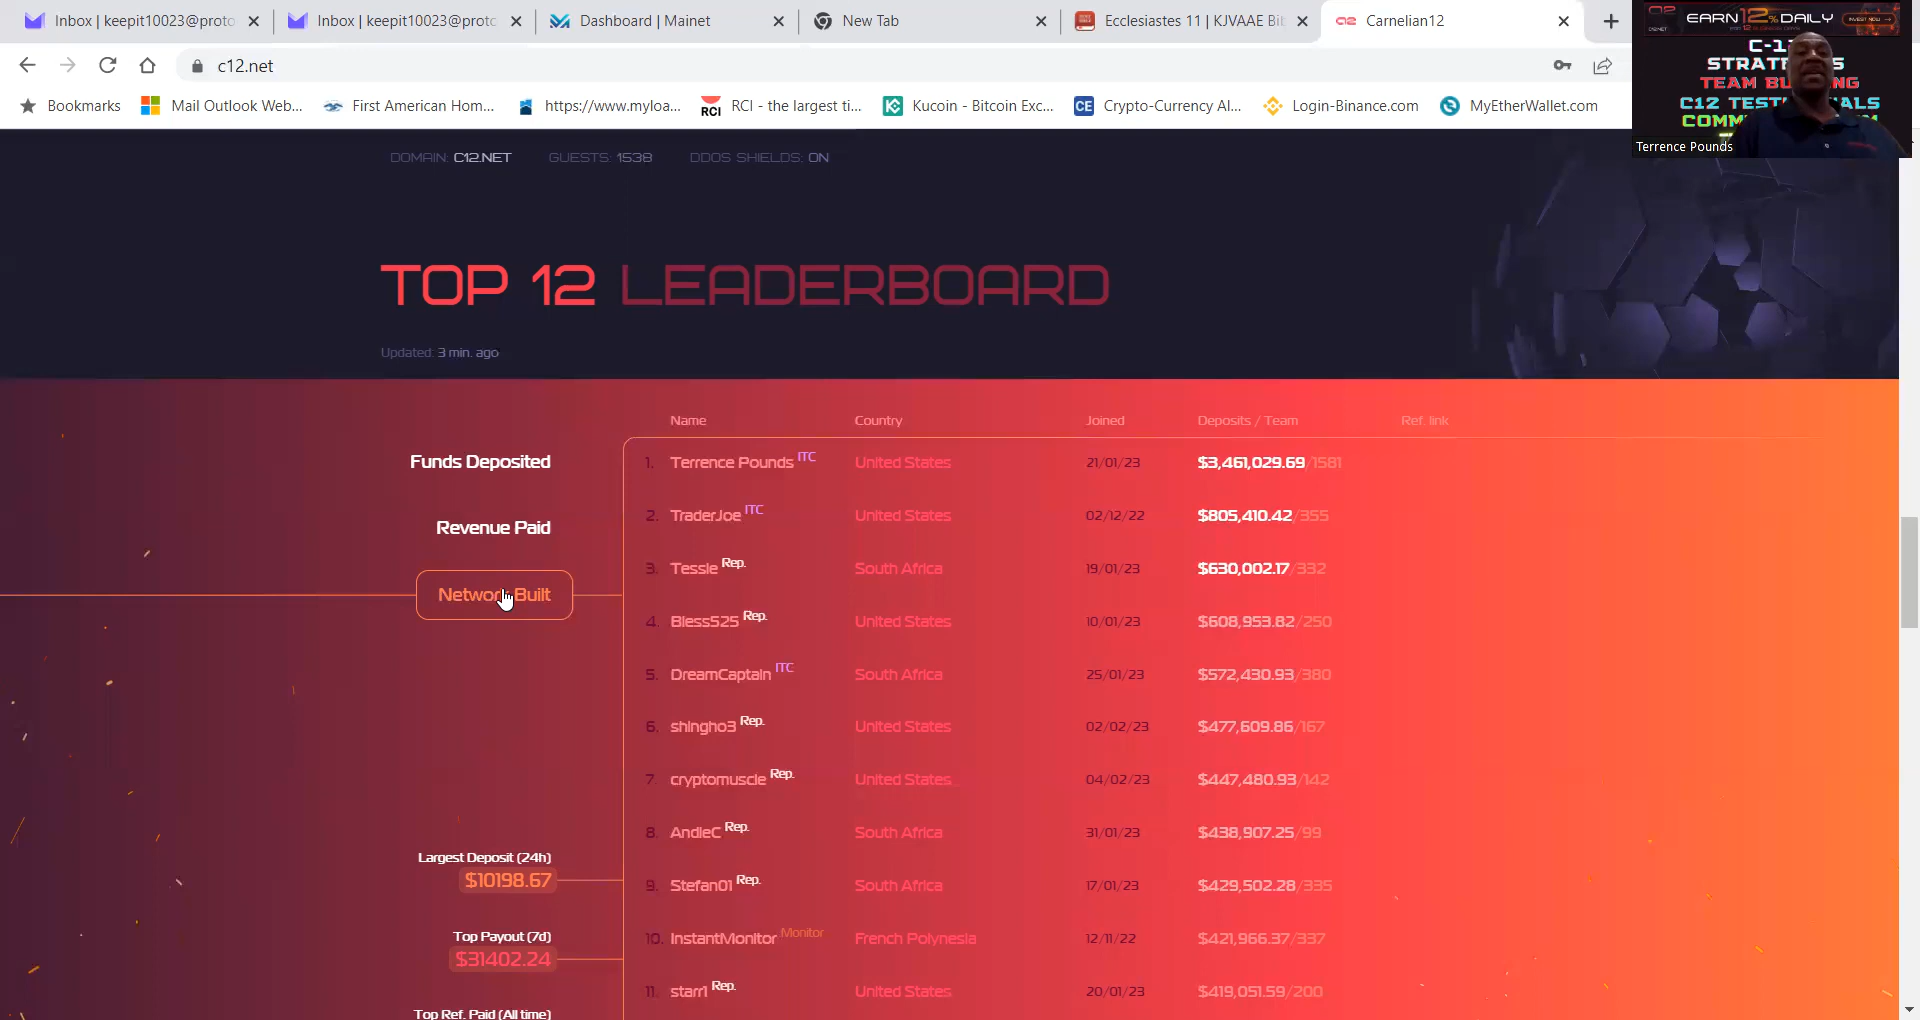 Inbox | keepit10023@proto
Inbox | keepit10023@proto
Dashboard | Mainet
New Tab
Ecclesiastes 11 | KJVAAE Bi
Carnelian12
c12.net
Bookmarks
Mail Outlook Web...
First American Hom...
https://www.myloa...
RCI - the largest ti...
Kucoin - Bitcoin Exc...
Crypto-Currency Al...
Login-Binance.com
MyEtherWallet.com
EARN 12% DAILY
INVEST NOW
TEAM
C12
Terrence Pounds
DOMAIN: C12.NET GUESTS: 1538 DDOS SHIELDS: ON
TOP 12 LEADERBOARD
Updated: 3 min. ago
Name Country Joined Deposits / Team Ref. link
Funds Deposited
Revenue Paid
Network Built
1. Terrence Pounds ITC United States 21/01/23 $3,461,029.69/1581
2. TraderJoe ITC United States 02/12/22 $805,410.42/355
3. Tessie Rep. South Africa 19/01/23 $630,002.17/332
4. Bless525 Rep. United States 10/01/23 $608,953.82/250
5. DreamCaptain ITC South Africa 25/01/23 $572,430.93/380
6. shingho3 Rep. United States 02/02/23 $477,609.86/167
7. cryptomuscle Rep. United States 04/02/23 $447,480.93/142
8. AndieC Rep. South Africa 31/01/23 $438,907.25/99
9. Stefan01 Rep. South Africa 17/01/23 $429,502.28/335
10. InstantMonitor Monitor French Polynesia 12/11/22 $421,966.37/337
11. starr1 Rep. United States 20/01/23 $419,051.59/200
Largest Deposit (24h)
$10198.67
Top Payout (7d)
$31402.24
Top Ref. Paid (All time)